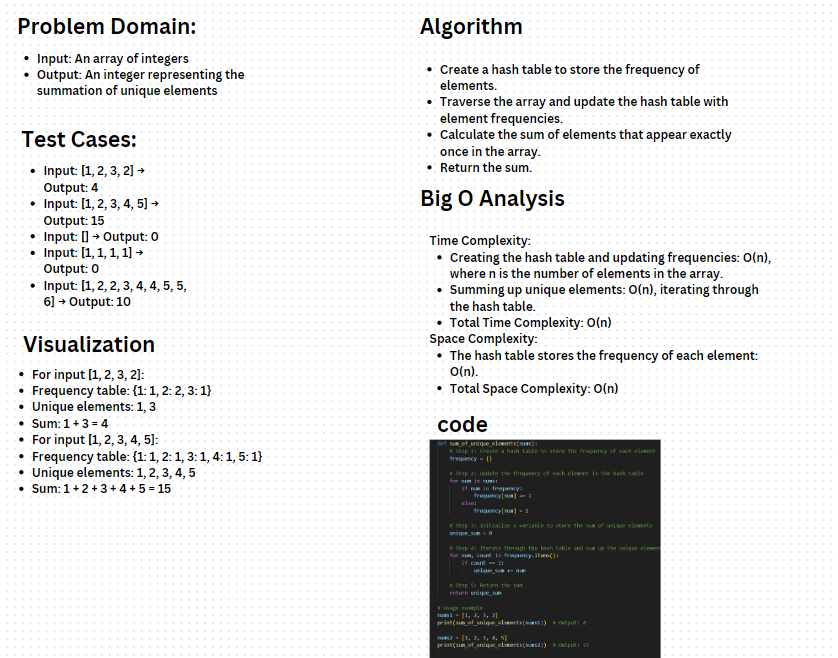 Problem Domain:
• Input: An array of integers
• Output: An integer representing the
summation of unique elements
Test Cases:
• Input: [1, 2, 3, 2] →
Output: 4
• Input: [1, 2, 3, 4, 5] →
Output: 15
• Input: [] → Output: 0
• Input: [1, 1, 1, 1] →
Output: 0
• Input: [1, 2, 2, 3, 4, 4, 5, 5,
6] → Output: 10
Visualization
• For input [1, 2, 3, 2]:
• Frequency table: {1: 1, 2: 2, 3: 1}
• Unique elements: 1, 3
• Sum: 1 + 3 = 4
• For input [1, 2, 3, 4, 5]:
• Frequency table: {1: 1, 2: 1, 3: 1, 4: 1, 5: 1}
• Unique elements: 1, 2, 3, 4, 5
• Sum: 1 + 2 + 3 + 4 + 5 = 15
Algorithm
• Create a hash table to store the frequency of
elements.
• Traverse the array and update the hash table with
element frequencies.
• Calculate the sum of elements that appear exactly
once in the array.
• Return the sum.
Big O Analysis
Time Complexity:
• Creating the hash table and updating frequencies: O(n),
where n is the number of elements in the array.
• Summing up unique elements: O(n), iterating through
the hash table.
• Total Time Complexity: O(n)
Space Complexity:
• The hash table stores the frequency of each element:
O(n).
• Total Space Complexity: O(n)
code
def sum_of_unique_elements(nums):
# Step 1: Create a hash table to store the frequency of each element
frequency = {}
# Step 2: Update the frequency of each element in the hash table
for num in nums:
if num in frequency:
frequency[num] += 1
else:
frequency[num] = 1
# Step 3: Initialize a variable to store the sum of unique elements
unique_sum = 0
# Step 4: Iterate through the hash table and sum up the unique elemen
for num, count in frequency.items():
if count == 1:
unique_sum += num
# Step 5: Return the sum
return unique_sum
# Usage example
nums1 = [1, 2, 3, 2]
print(sum_of_unique_elements(nums1)) # Output: 4
nums2 = [1, 2, 3, 4, 5]
print(sum_of_unique_elements(nums2)) # Output: 15